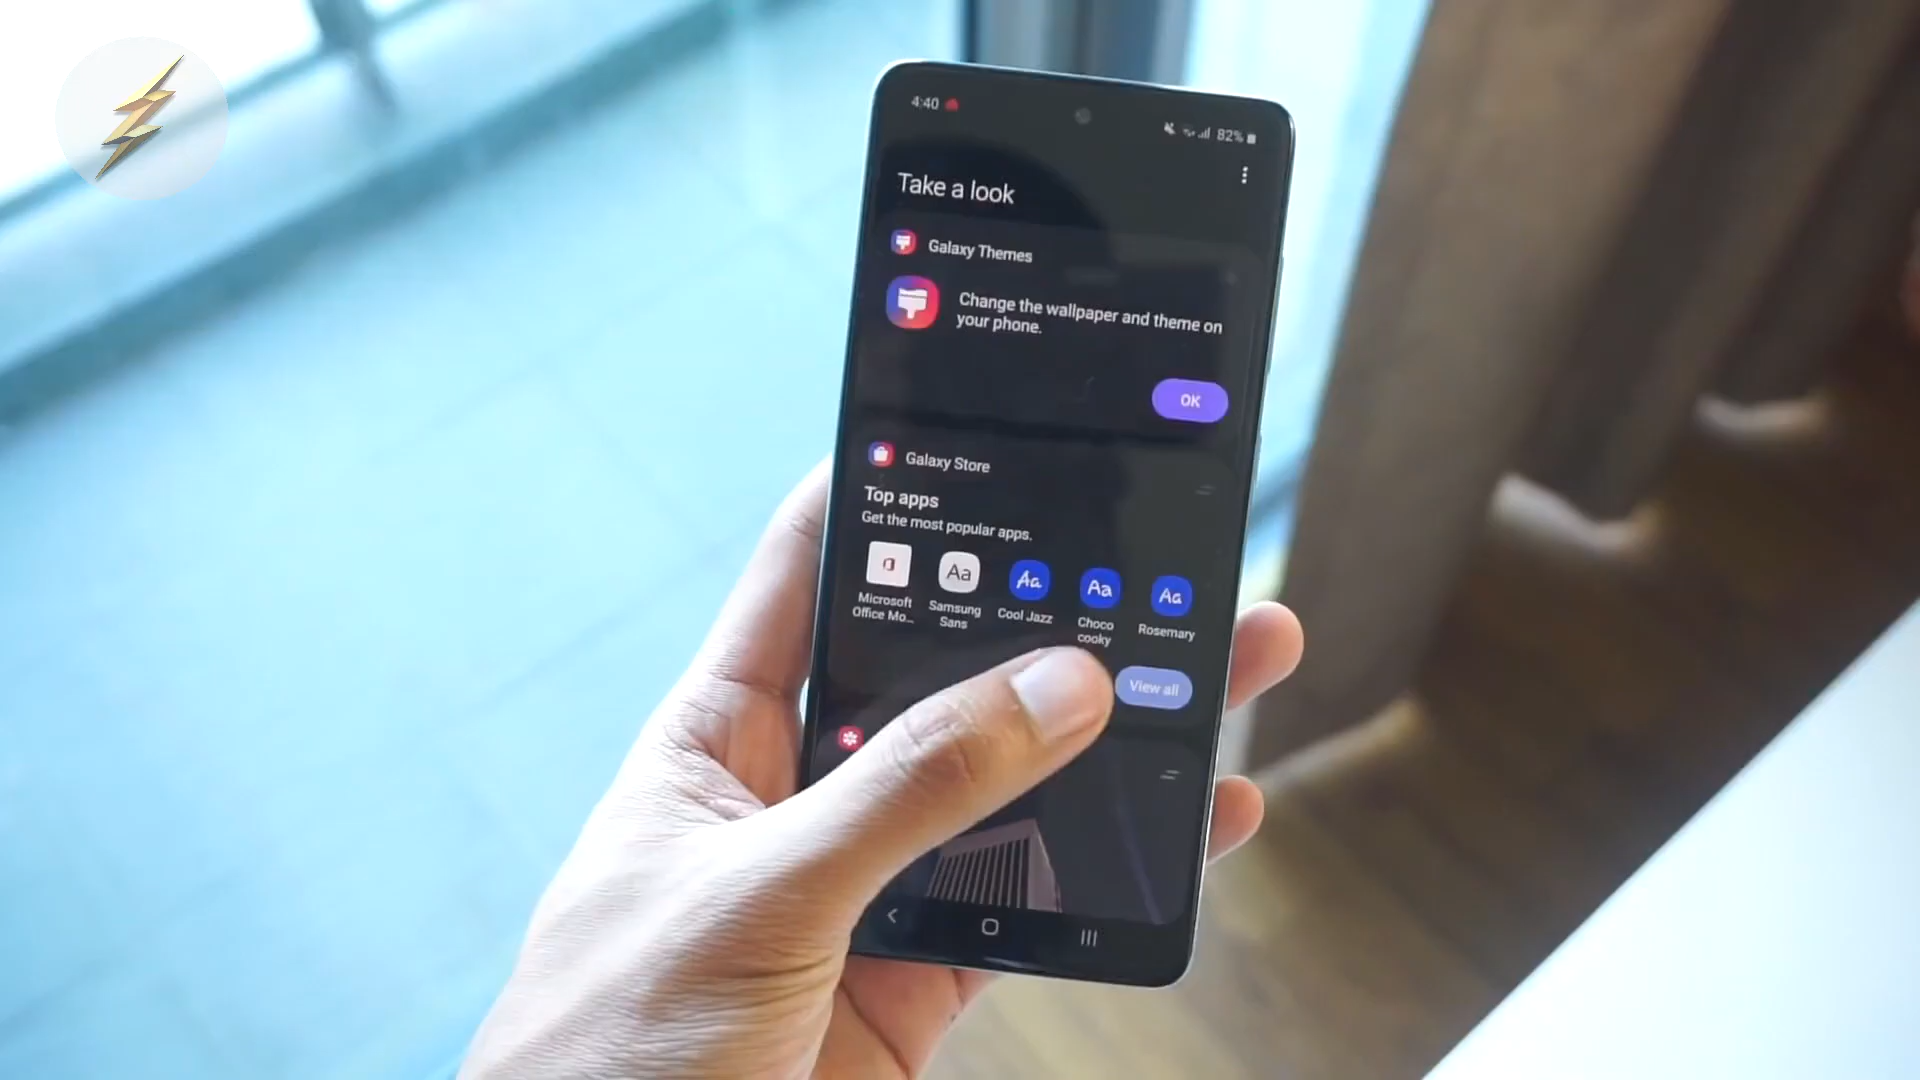 4:40
82%
Take a look
Galaxy Themes
Change the wallpaper and theme on
your phone.
OK
Galaxy Store
Top apps
Get the most popular apps.
Microsoft
Office Mo...
Aa
Samsung
Sans
Aa
Cool Jazz
Aa
Choco
cooky
Aa
Rosemary
View all